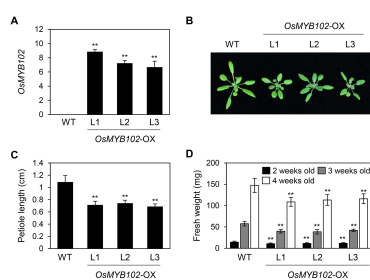 A
OsMYB102
12
10
8
6
4
2
0
**
**
**
WT
L1
L2
L3
OsMYB102-OX
B
OsMYB102-OX
WT
L1
L2
L3
C
Petiole length (cm)
1.4
1.2
1
0.8
0.6
0.4
0.2
0
**
**
**
WT
L1
L2
L3
OsMYB102-OX
D
Fresh weight (mg)
200
150
100
50
0
2 weeks old
3 weeks old
4 weeks old
**
**
**
**
**
**
**
**
**
WT
L1
L2
L3
OsMYB102-OX